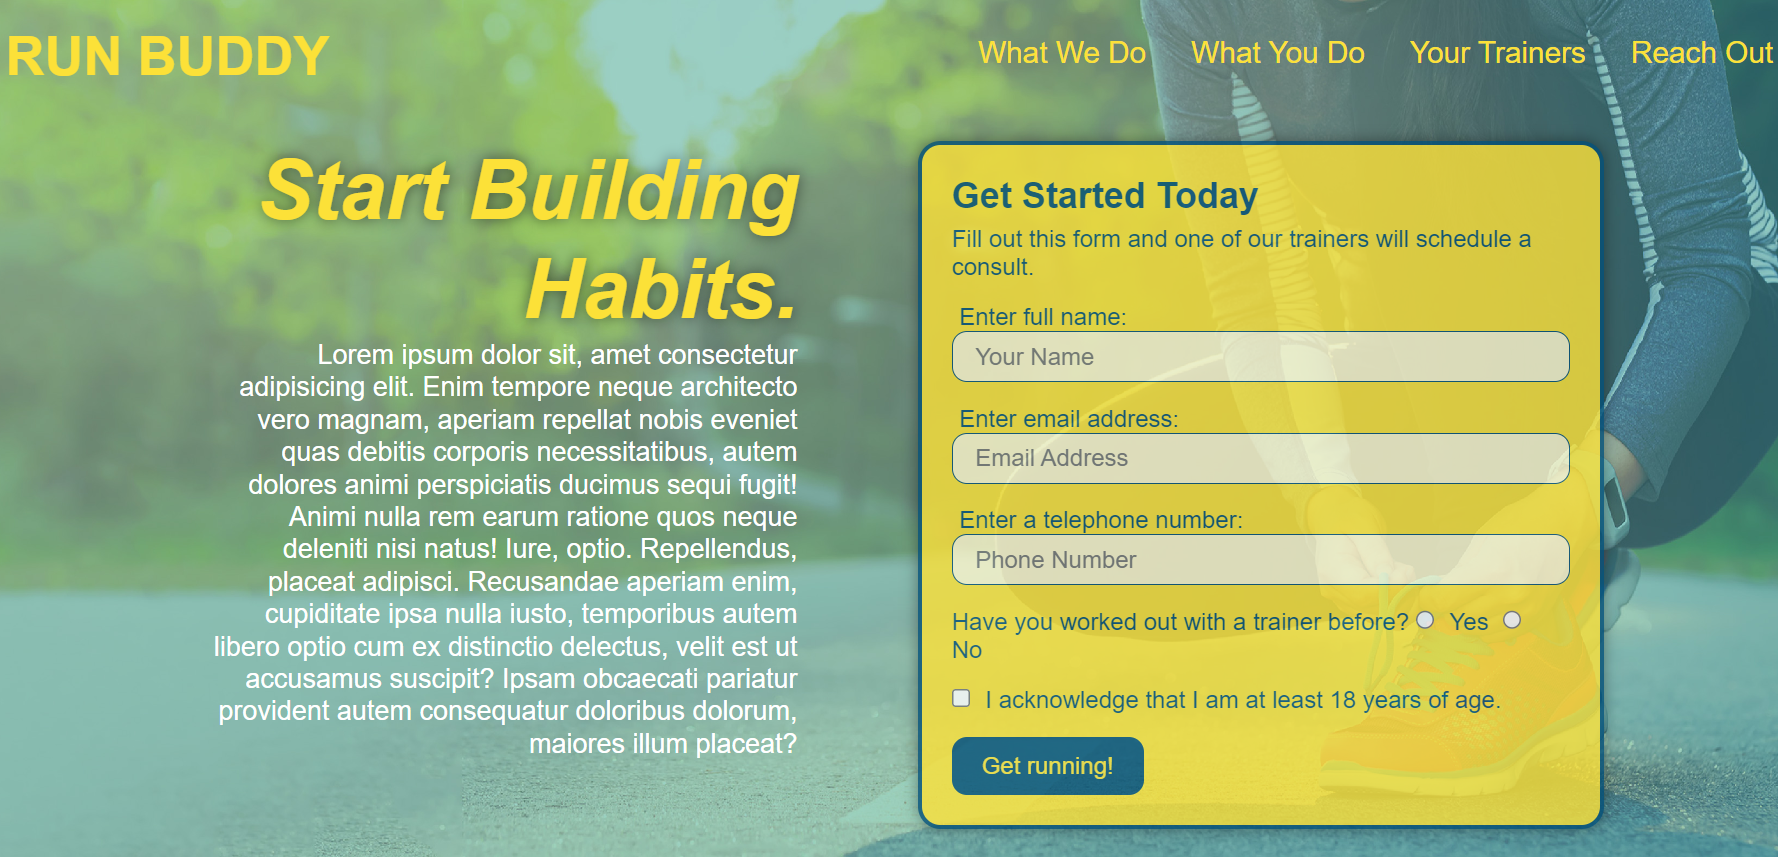 RUN BUDDY
What We Do What You Do Your Trainers Reach Out
Start Building
Habits.
Lorem ipsum dolor sit, amet consectetur
adipisicing elit. Enim tempore neque architecto
vero magnam, aperiam repellat nobis eveniet
quas debitis corporis necessitatibus, autem
dolores animi perspiciatis ducimus sequi fugit!
Animi nulla rem earum ratione quos neque
deleniti nisi natus! Iure, optio. Repellendus,
placeat adipisci. Recusandae aperiam enim,
cupiditate ipsa nulla iusto, temporibus autem
libero optio cum ex distinctio delectus, velit est ut
accusamus suscipit? Ipsam obcaecati pariatur
provident autem consequatur doloribus dolorum,
maiores illum placeat?
Get Started Today
Fill out this form and one of our trainers will schedule a
consult.
Enter full name:
Your Name
Enter email address:
Email Address
Enter a telephone number:
Phone Number
Have you worked out with a trainer before? Yes
No
I acknowledge that I am at least 18 years of age.
Get running!